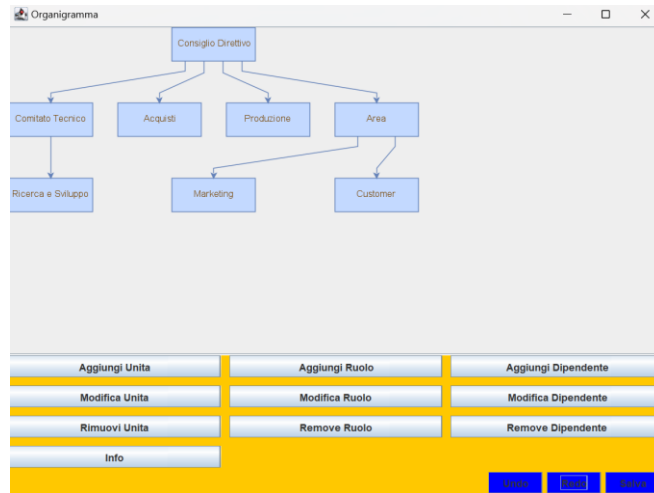 Organigramma
Consiglio Direttivo
Comitato Tecnico Acquisti Produzione Area
Ricerca e Sviluppo Marketing Customer
Aggiungi Unita Aggiungi Ruolo Aggiungi Dipendente
Modifica Unita Modifica Ruolo Modifica Dipendente
Rimuovi Unita Remove Ruolo Remove Dipendente
Info
Undo Redo Salva